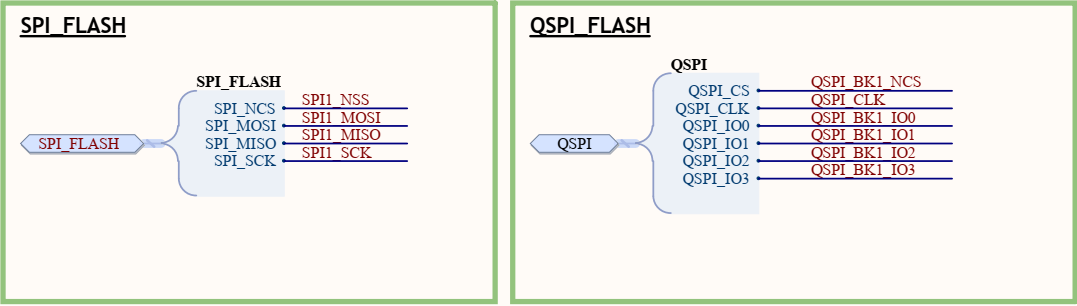 SPI_FLASH
SPI_FLASH
SPI_NCS SPI1_NSS
SPI_MOSI SPI1_MOSI
SPI_FLASH SPI_MISO SPI1_MISO
SPI_SCK SPI1_SCK
QSPI_FLASH
QSPI
QSPI_CS QSPI_BK1_NCS
QSPI_CLK QSPI_CLK
QSPI_IO0 QSPI_BK1_IO0
QSPI QSPI_IO1 QSPI_BK1_IO1
QSPI_IO2 QSPI_BK1_IO2
QSPI_IO3 QSPI_BK1_IO3